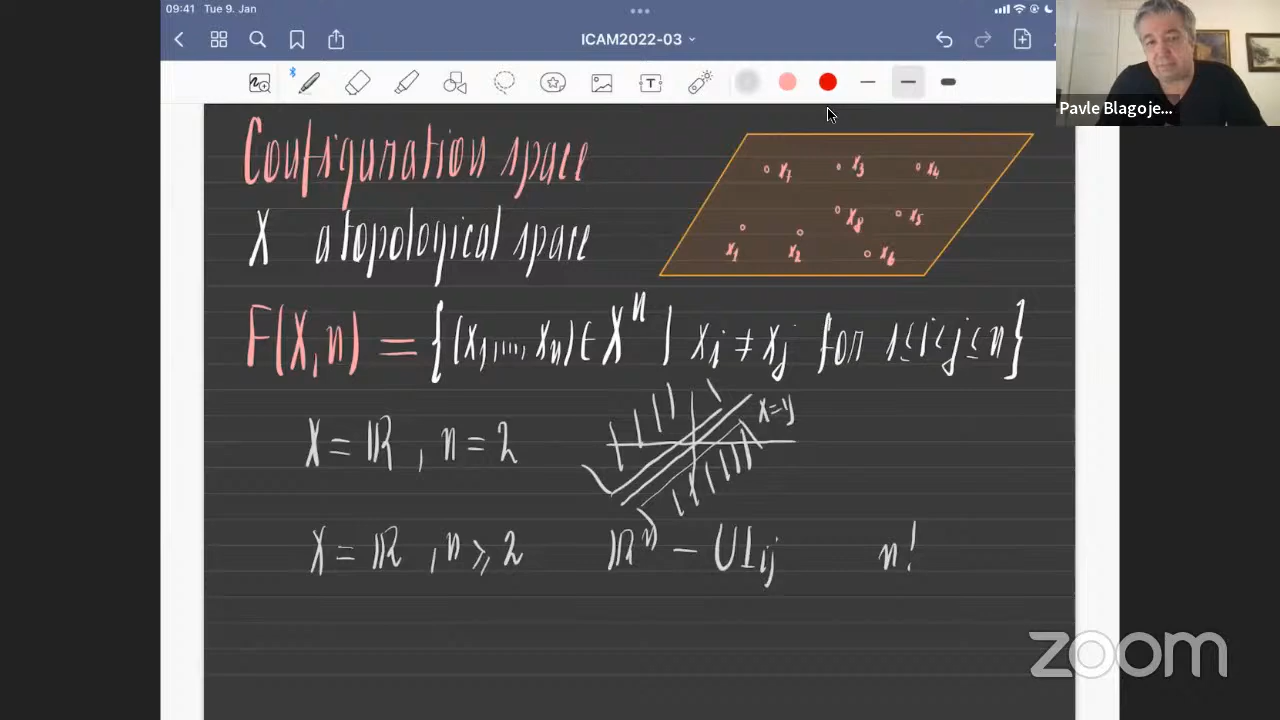 09:41 Tue 9. Jan
ICAM2022-03
T
Pavle Blagoje...
Configuration space
X a topological space
x7 x3 x4
x8 x5
x1 x2 x6
F(X,n) = {(x1,..., xn) ∈ X^n | xi ≠ xj for 1≤i<j≤n}
X = ℝ , n = 2
x=y
X = ℝ , n ≥ 2 ℝ^n − ∪Lij n!
zoom